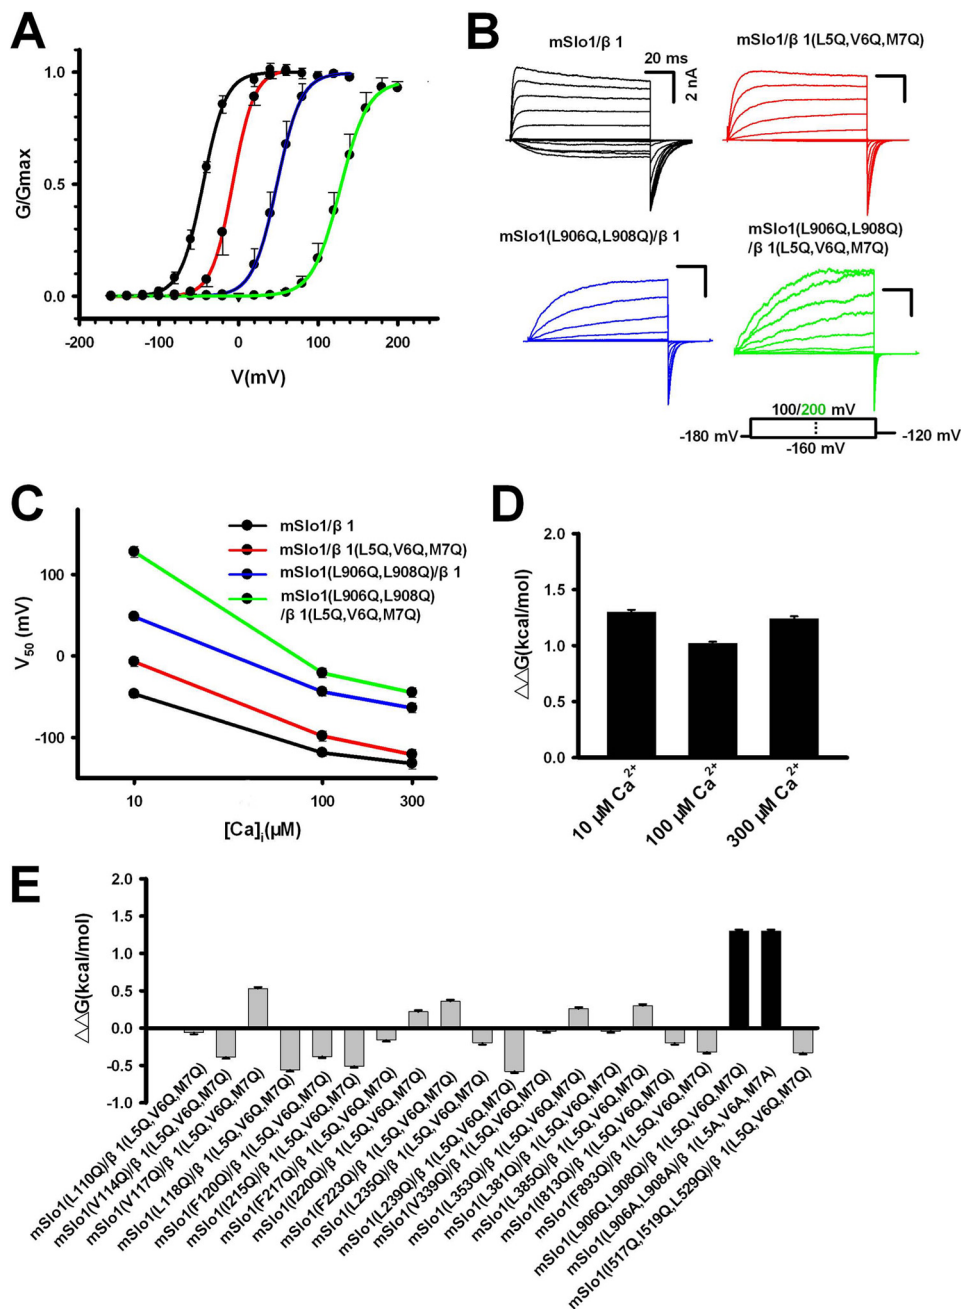 A
1.0
0.5
0.0
G/Gmax
-200
-100
0
100
200
V(mV)
B
mSlo1/β 1
20 ms
2 nA
mSlo1/β 1(L5Q,V6Q,M7Q)
mSlo1(L906Q,L908Q)/β 1
mSlo1(L906Q,L908Q)
/β 1(L5Q,V6Q,M7Q)
100/200 mV
-180 mV
-120 mV
-160 mV
C
100
0
-100
V50 (mV)
mSlo1/β 1
mSlo1/β 1(L5Q,V6Q,M7Q)
mSlo1(L906Q,L908Q)/β 1
mSlo1(L906Q,L908Q)
/β 1(L5Q,V6Q,M7Q)
10
100
300
[Ca]i(μM)
D
2.0
1.5
1.0
0.5
0.0
△△G(kcal/mol)
10 μM Ca2+
100 μM Ca2+
300 μM Ca2+
E
2.0
1.5
1.0
0.5
0.0
-0.5
-1.0
△△G(kcal/mol)
mSlo1(L110Q)/β 1(L5Q,V6Q,M7Q)
mSlo1(V114Q)/β 1(L5Q,V6Q,M7Q)
mSlo1(V117Q)/β 1(L5Q,V6Q,M7Q)
mSlo1(L118Q)/β 1(L5Q,V6Q,M7Q)
mSlo1(F120Q)/β 1(L5Q,V6Q,M7Q)
mSlo1(I215Q)/β 1(L5Q,V6Q,M7Q)
mSlo1(F217Q)/β 1(L5Q,V6Q,M7Q)
mSlo1(I220Q)/β 1(L5Q,V6Q,M7Q)
mSlo1(F223Q)/β 1(L5Q,V6Q,M7Q)
mSlo1(L235Q)/β 1(L5Q,V6Q,M7Q)
mSlo1(L239Q)/β 1(L5Q,V6Q,M7Q)
mSlo1(V339Q)/β 1(L5Q,V6Q,M7Q)
mSlo1(L353Q)/β 1(L5Q,V6Q,M7Q)
mSlo1(L381Q)/β 1(L5Q,V6Q,M7Q)
mSlo1(L385Q)/β 1(L5Q,V6Q,M7Q)
mSlo1(I813Q)/β 1(L5Q,V6Q,M7Q)
mSlo1(F893Q)/β 1(L5Q,V6Q,M7Q)
mSlo1(L906Q,L908Q)/β 1(L5Q,V6Q,M7Q)
mSlo1(L906A,L908A)/β 1(L5A,V6A,M7A)
mSlo1(I517Q,I519Q,L529Q)/β 1(L5Q,V6Q,M7Q)